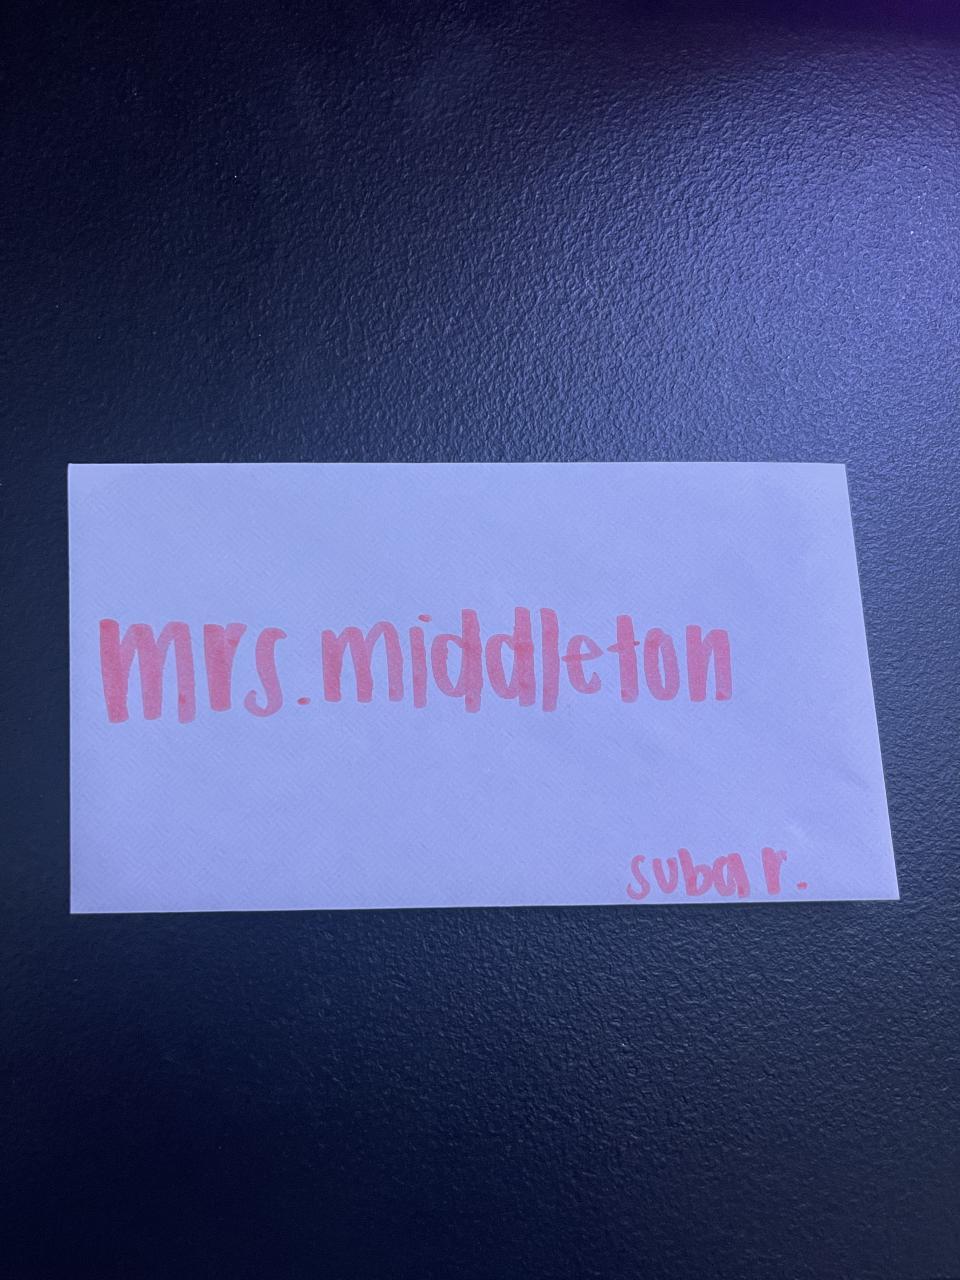 mrs. middleton
suba r.